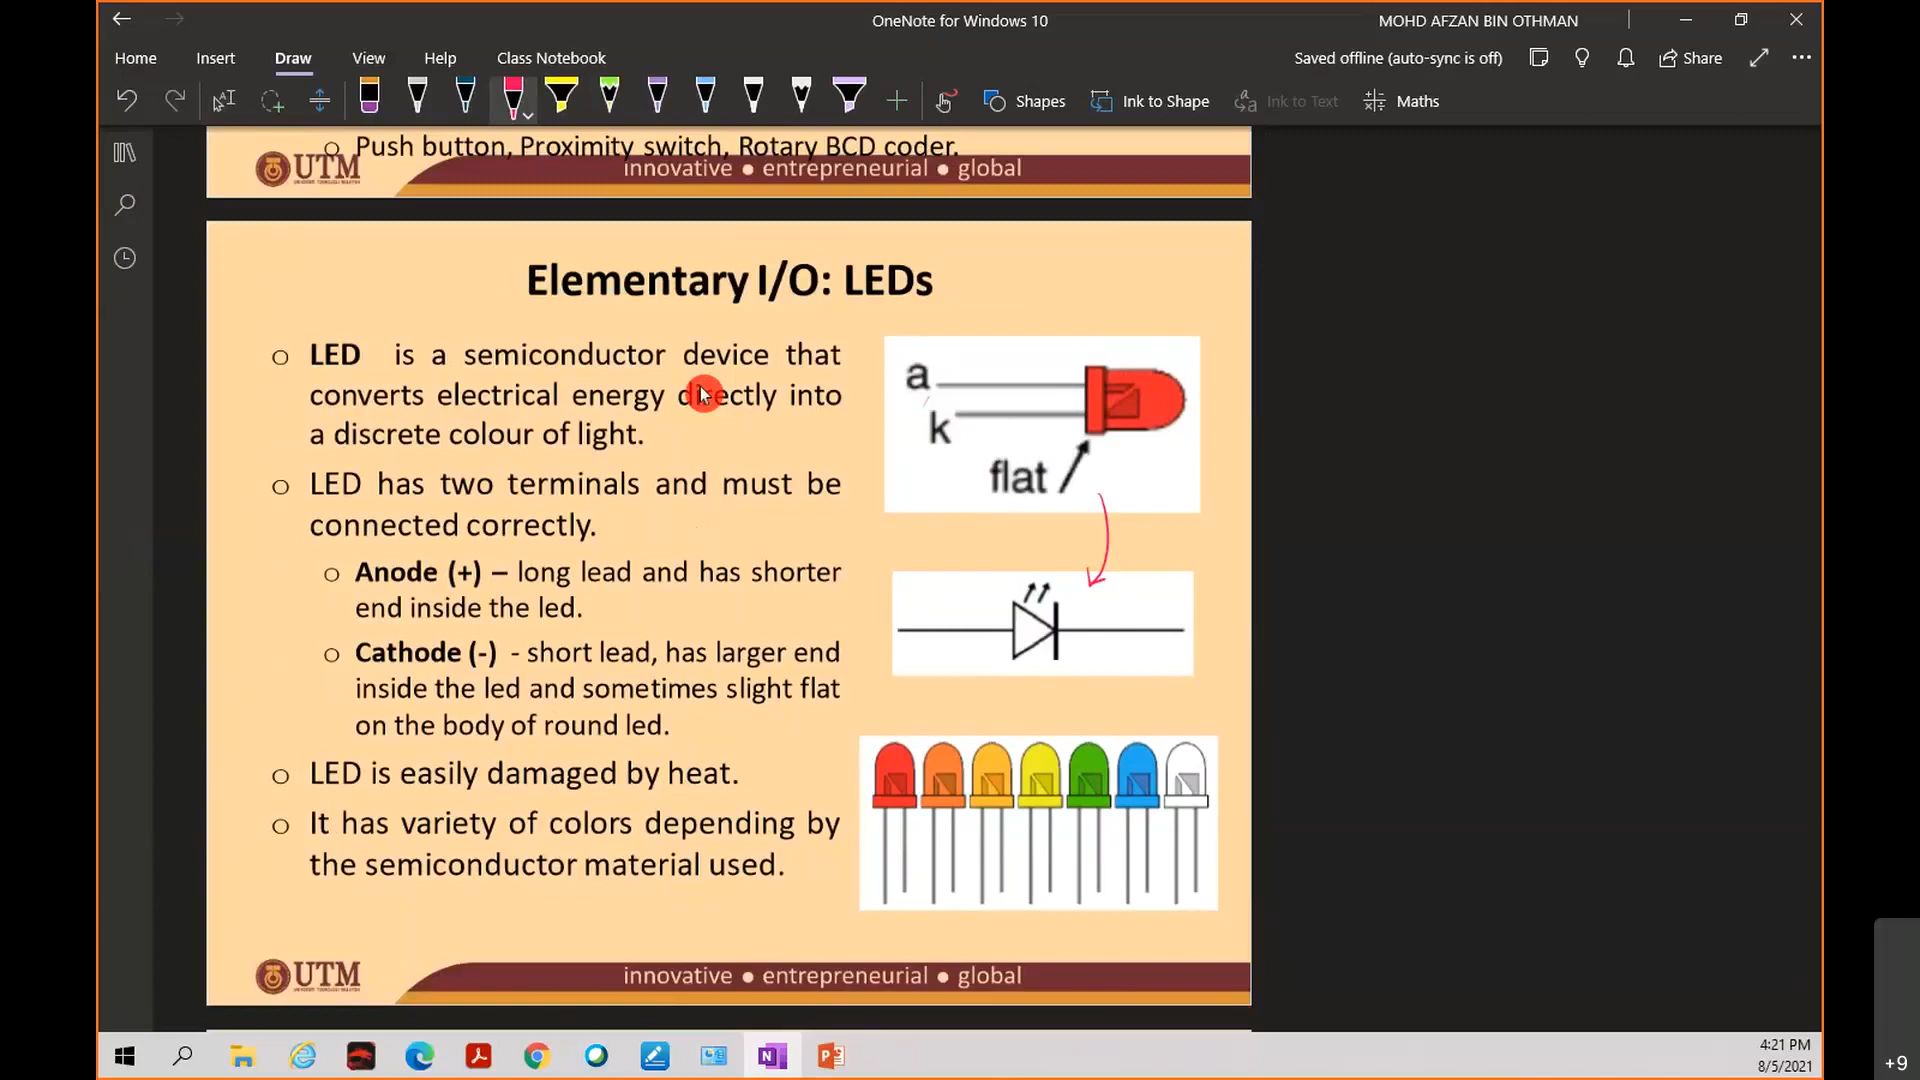 OneNote for Windows 10
MOHD AFZAN BIN OTHMAN
Home Insert Draw View Help Class Notebook
Saved offline (auto-sync is off) Share
Shapes Ink to Shape Ink to Text Maths
o Push button, Proximity switch, Rotary BCD coder.
UTM
innovative ● entrepreneurial ● global
Elementary I/O: LEDs
o LED is a semiconductor device that
converts electrical energy directly into
a discrete colour of light.
o LED has two terminals and must be
connected correctly.
o Anode (+) – long lead and has shorter
end inside the led.
o Cathode (-) - short lead, has larger end
inside the led and sometimes slight flat
on the body of round led.
o LED is easily damaged by heat.
o It has variety of colors depending by
the semiconductor material used.
a
k
flat
UTM
innovative ● entrepreneurial ● global
4:21 PM
8/5/2021
+9